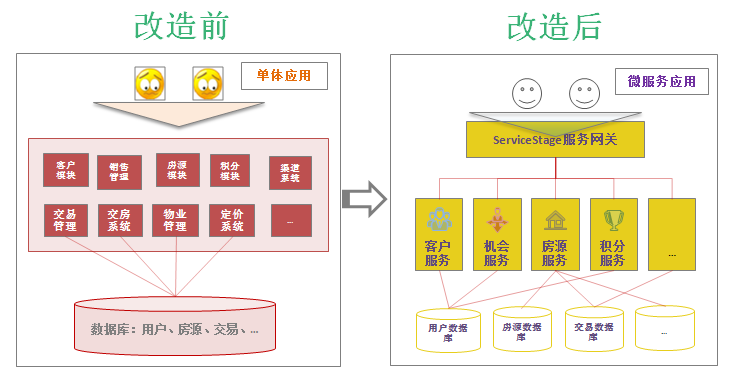 改造前
改造后
单体应用
客户
模块
销售
管理
房源
模块
积分
模块
渠道
系统
交易
管理
交房
系统
物业
管理
定价
系统
...
数据库：用户、房源、交易、...
微服务应用
ServiceStage服务网关
客户
服务
机会
服务
房源
服务
积分
服务
...
用户数据
库
房源数据
库
交易数据
库
...